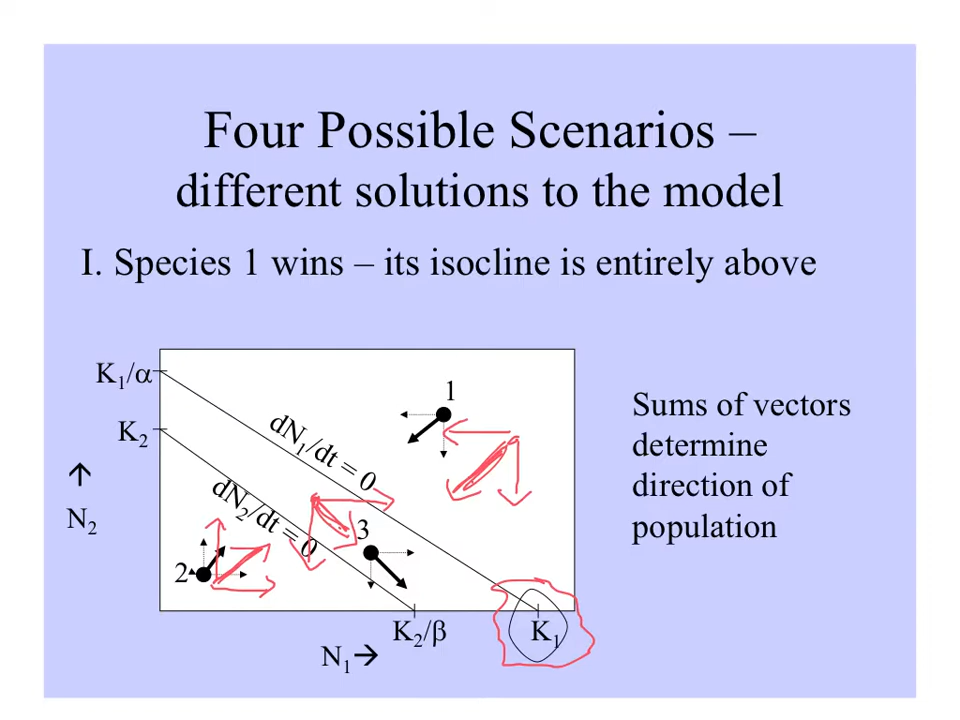 Four Possible Scenarios –
different solutions to the model
I. Species 1 wins – its isocline is entirely above
K₁/α
K₂
↑
N₂
dN₁/dt = 0
dN₂/dt = 0
1
2
3
K₂/β
K₁
N₁→
Sums of vectors
determine
direction of
population